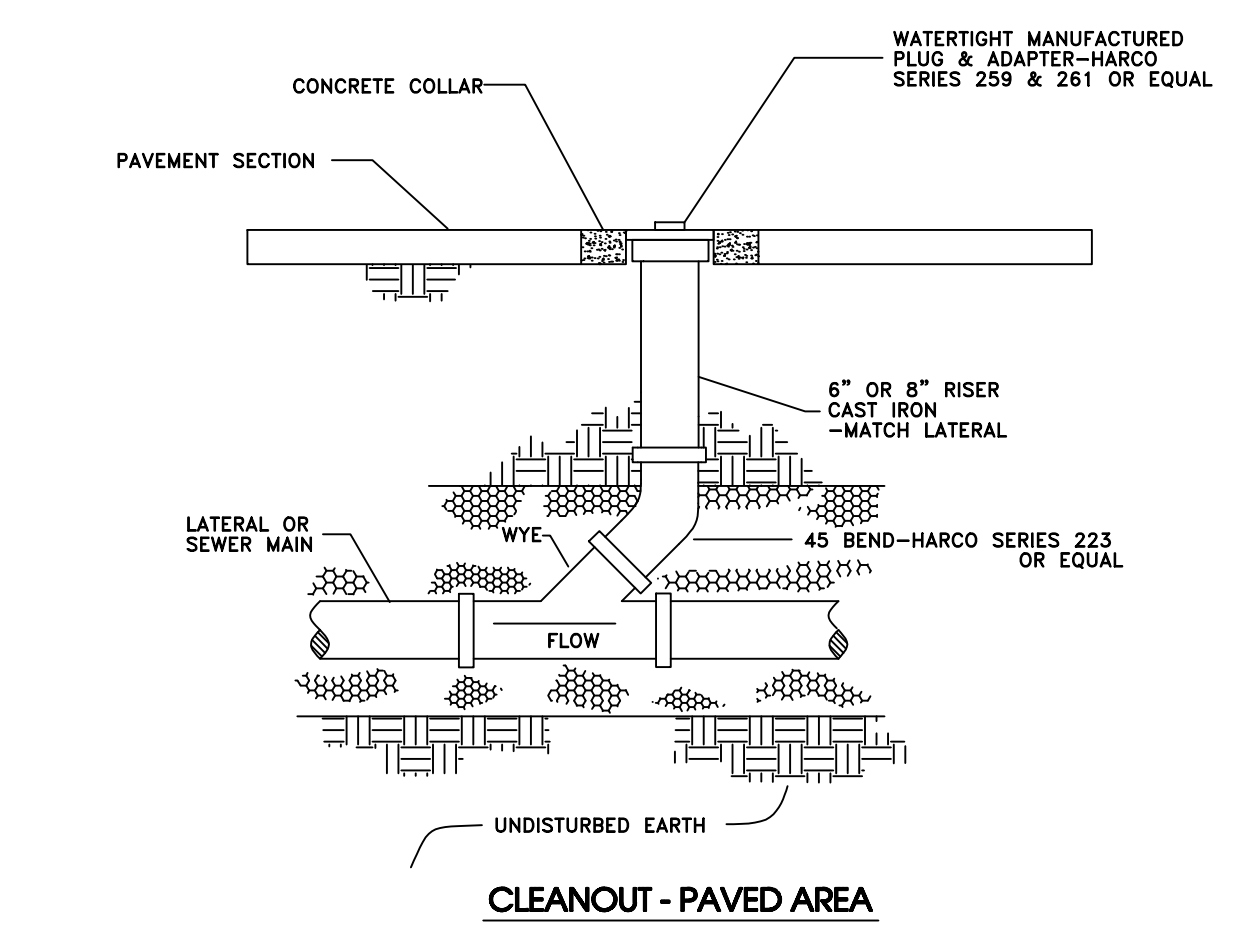 WATERTIGHT MANUFACTURED
PLUG & ADAPTER-HARCO
SERIES 259 & 261 OR EQUAL
CONCRETE COLLAR
PAVEMENT SECTION
6" OR 8" RISER
CAST IRON
-MATCH LATERAL
LATERAL OR
SEWER MAIN
WYE
45 BEND-HARCO SERIES 223
OR EQUAL
FLOW
UNDISTURBED EARTH
CLEANOUT - PAVED AREA